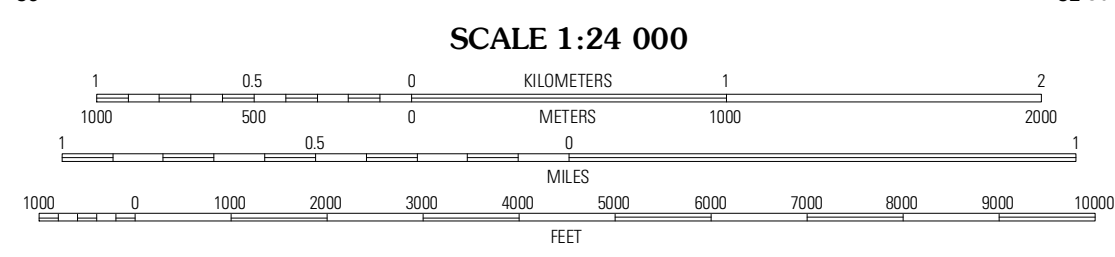 SCALE 1:24 000
1 0.5 0 KILOMETERS 1 2
1000 500 0 METERS 1000 2000
1 0.5 0 1
MILES
1000 0 1000 2000 3000 4000 5000 6000 7000 8000 9000 10000
FEET